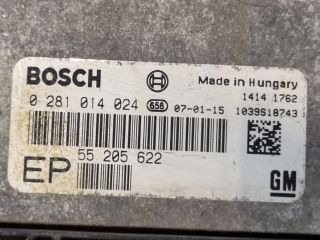 BOSCH Made in Hungary
1414 1762
0 281 014 024 656 07-01-15 1039S18743
EP 55 205 622
GM